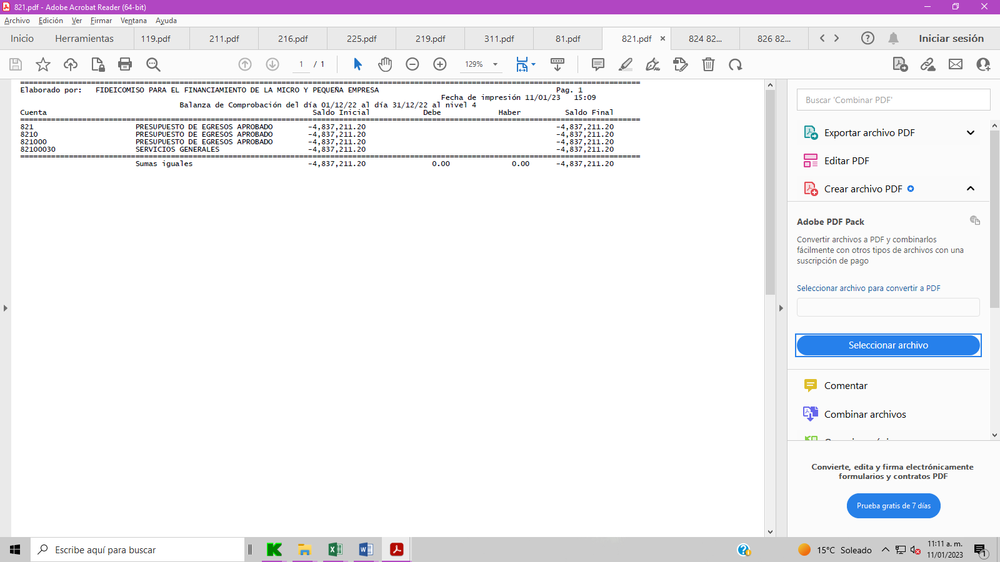 821.pdf - Adobe Acrobat Reader (64-bit)
Archivo Edición Ver Firmar Ventana Ayuda
Inicio Herramientas 119.pdf 211.pdf 216.pdf 225.pdf 219.pdf 311.pdf 81.pdf 821.pdf × 824 82... 826 82... Iniciar sesión
1 / 1 129%
Elaborado por: FIDEICOMISO PARA EL FINANCIAMIENTO DE LA MICRO Y PEQUEÑA EMPRESA Pag. 1
Fecha de impresión 11/01/23 15:09
Balanza de Comprobación del día 01/12/22 al día 31/12/22 al nivel 4
Cuenta Saldo Inicial Debe Haber Saldo Final
821 PRESUPUESTO DE EGRESOS APROBADO -4,837,211.20 -4,837,211.20
8210 PRESUPUESTO DE EGRESOS APROBADO -4,837,211.20 -4,837,211.20
821000 PRESUPUESTO DE EGRESOS APROBADO -4,837,211.20 -4,837,211.20
82100030 SERVICIOS GENERALES -4,837,211.20 -4,837,211.20
Sumas iguales -4,837,211.20 0.00 0.00 -4,837,211.20
Buscar 'Combinar PDF'
Exportar archivo PDF
Editar PDF
Crear archivo PDF
Adobe PDF Pack
Convertir archivos a PDF y combinarlos
fácilmente con otros tipos de archivos con una
suscripción de pago
Seleccionar archivo para convertir a PDF
Seleccionar archivo
Comentar
Combinar archivos
Convierte, edita y firma electrónicamente
formularios y contratos PDF
Prueba gratis de 7 días
Escribe aquí para buscar
15°C Soleado
11:11 a. m.
11/01/2023
1